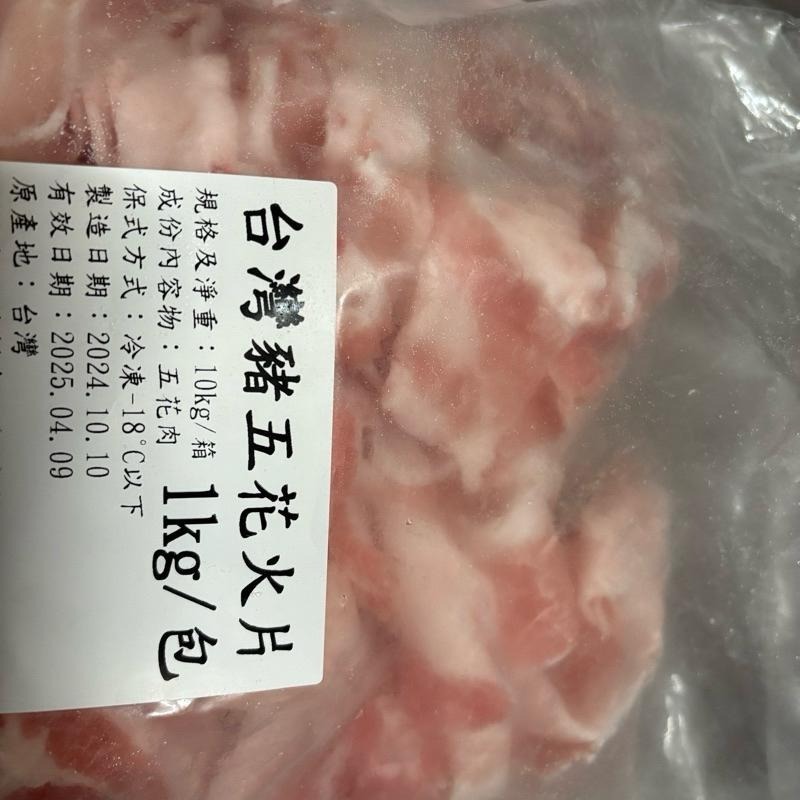 台灣豬五花火片
規格及淨重：10kg/箱 1kg/包
成份內容物：五花肉
保式方式：冷凍-18℃以下
製造日期：2024.10.10
有效日期：2025.04.09
原產地：台灣